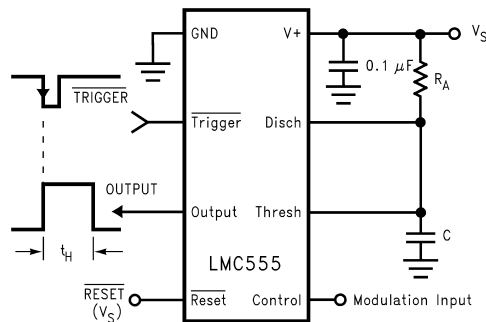 GND
V+
V_S
0.1 μF
R_A
TRIGGER
Trigger
Disch
OUTPUT
Output
Thresh
t_H
C
LMC555
RESET
(V_S)
Reset
Control
Modulation Input